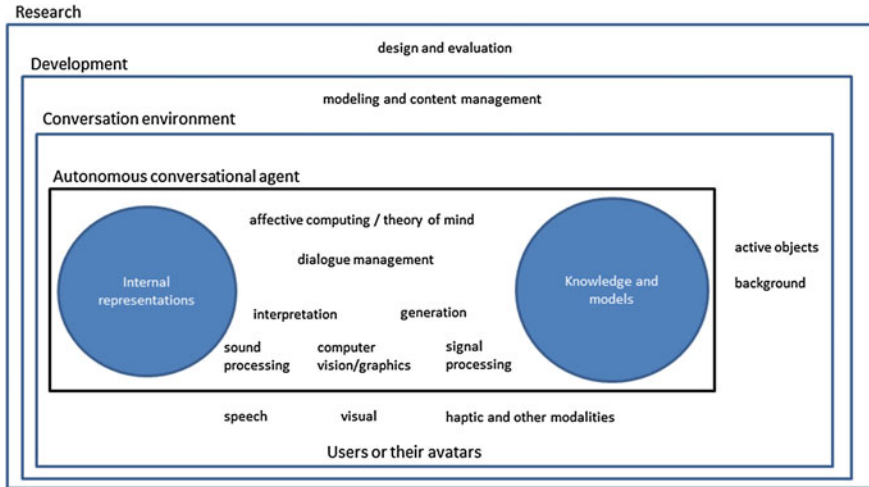 Research
design and evaluation
Development
modeling and content management
Conversation environment
Autonomous conversational agent
affective computing / theory of mind
dialogue management
Internal
representations
Knowledge and
models
active objects
background
interpretation
generation
sound
processing
computer
vision/graphics
signal
processing
speech
visual
haptic and other modalities
Users or their avatars